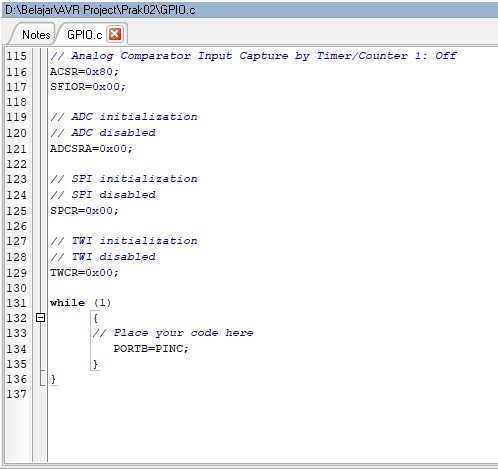 D:\Belajar\AVR Project\Prak02\GPIO.c
Notes GPIO.c
115 // Analog Comparator Input Capture by Timer/Counter 1: Off
116 ACSR=0x80;
117 SFIOR=0x00;
118
119 // ADC initialization
120 // ADC disabled
121 ADCSRA=0x00;
122
123 // SPI initialization
124 // SPI disabled
125 SPCR=0x00;
126
127 // TWI initialization
128 // TWI disabled
129 TWCR=0x00;
130
131 while (1)
132 {
133 // Place your code here
134 PORTB=PINC;
135 }
136 }
137